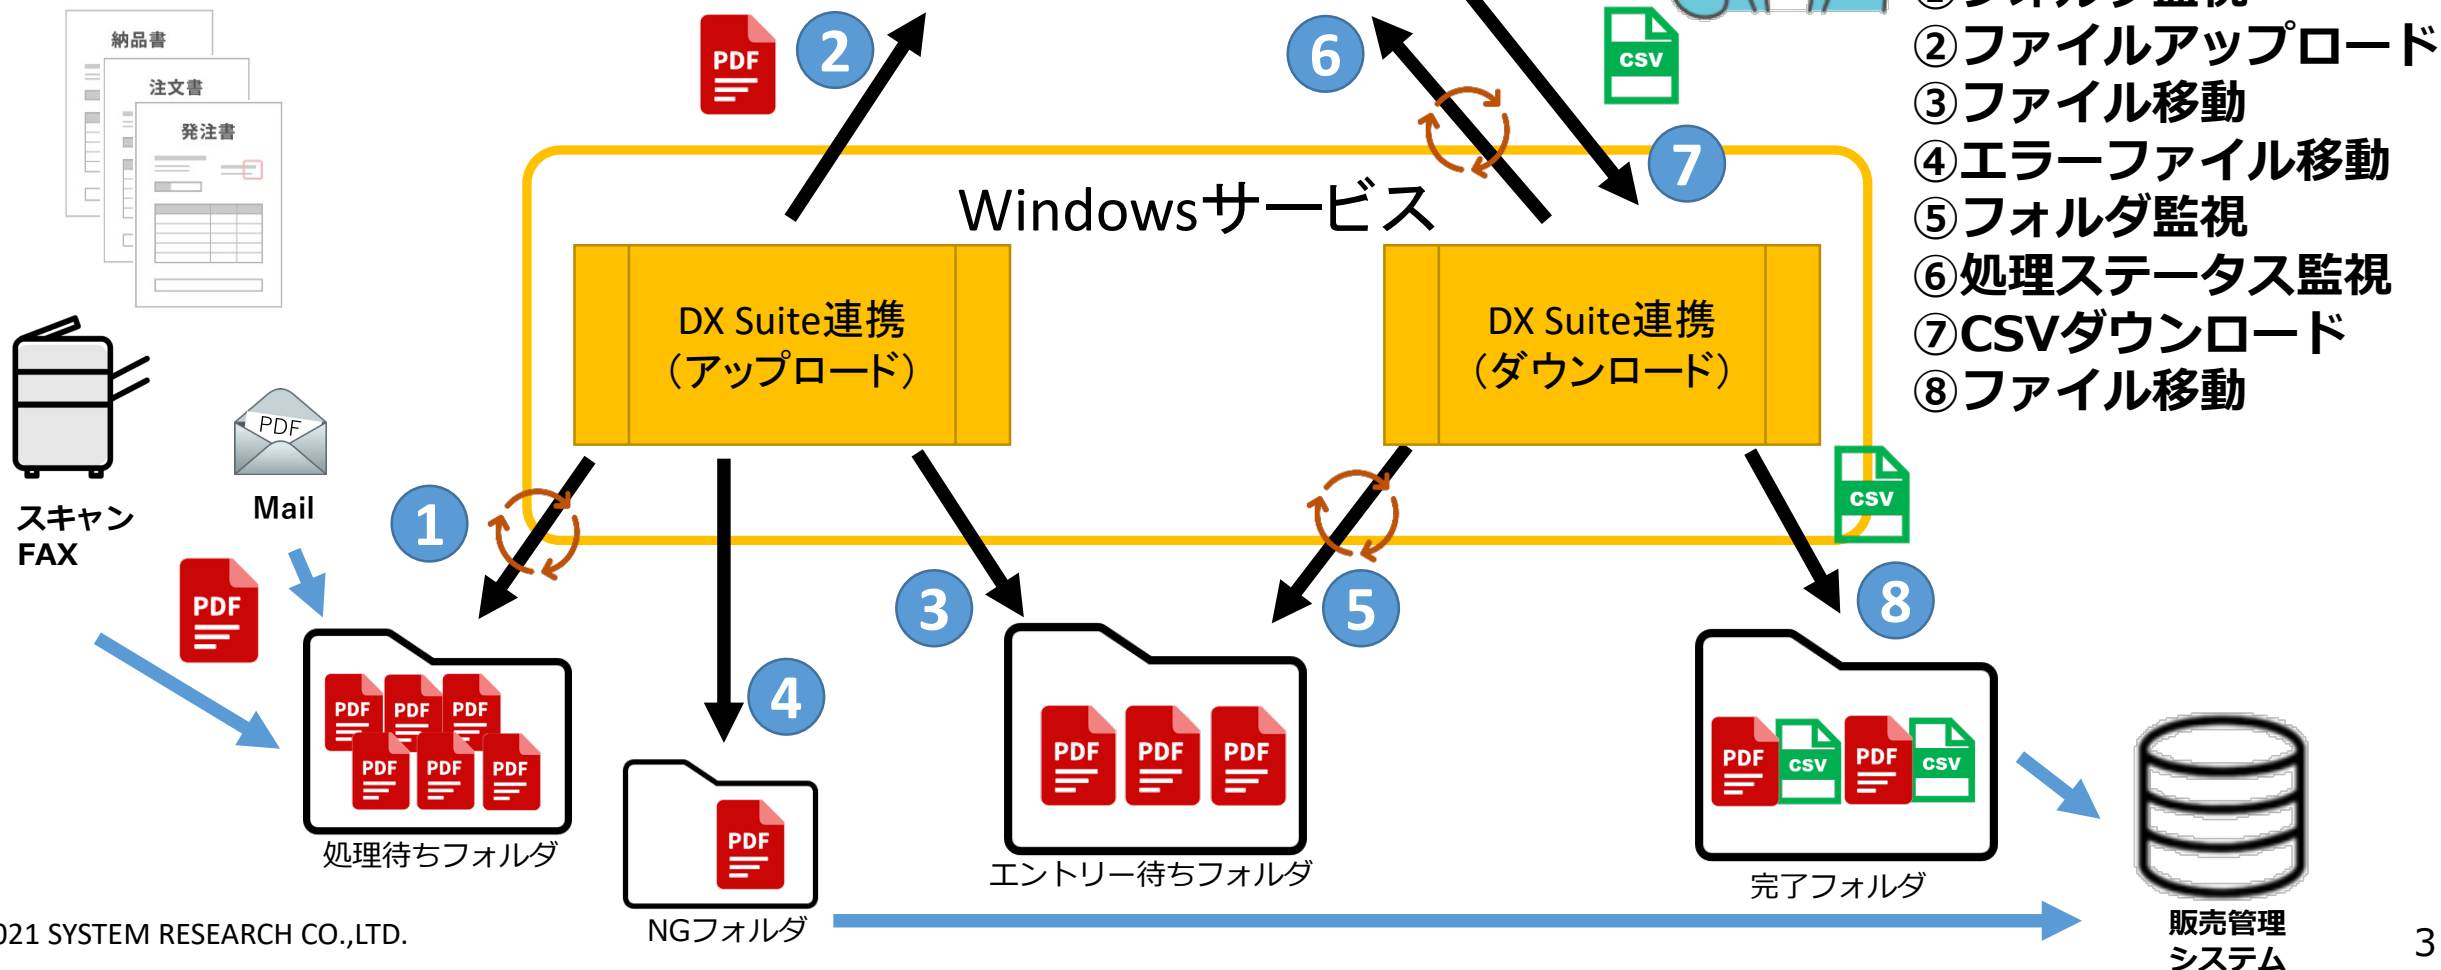 納品書
注文書
発注書
PDF
2
6
CSV
7
①フォルダ監視
②ファイルアップロード
③ファイル移動
④エラーファイル移動
⑤フォルダ監視
⑥処理ステータス監視
⑦CSVダウンロード
⑧ファイル移動
Windowsサービス
DX Suite連携
（アップロード）
DX Suite連携
（ダウンロード）
PDF
スキャン
FAX
Mail
1
CSV
PDF
3
5
8
4
PDF
PDF
PDF
PDF
PDF
PDF
処理待ちフォルダ
PDF
NGフォルダ
PDF
PDF
PDF
エントリー待ちフォルダ
PDF
CSV
PDF
CSV
完了フォルダ
販売管理
システム
021 SYSTEM RESEARCH CO.,LTD.
3